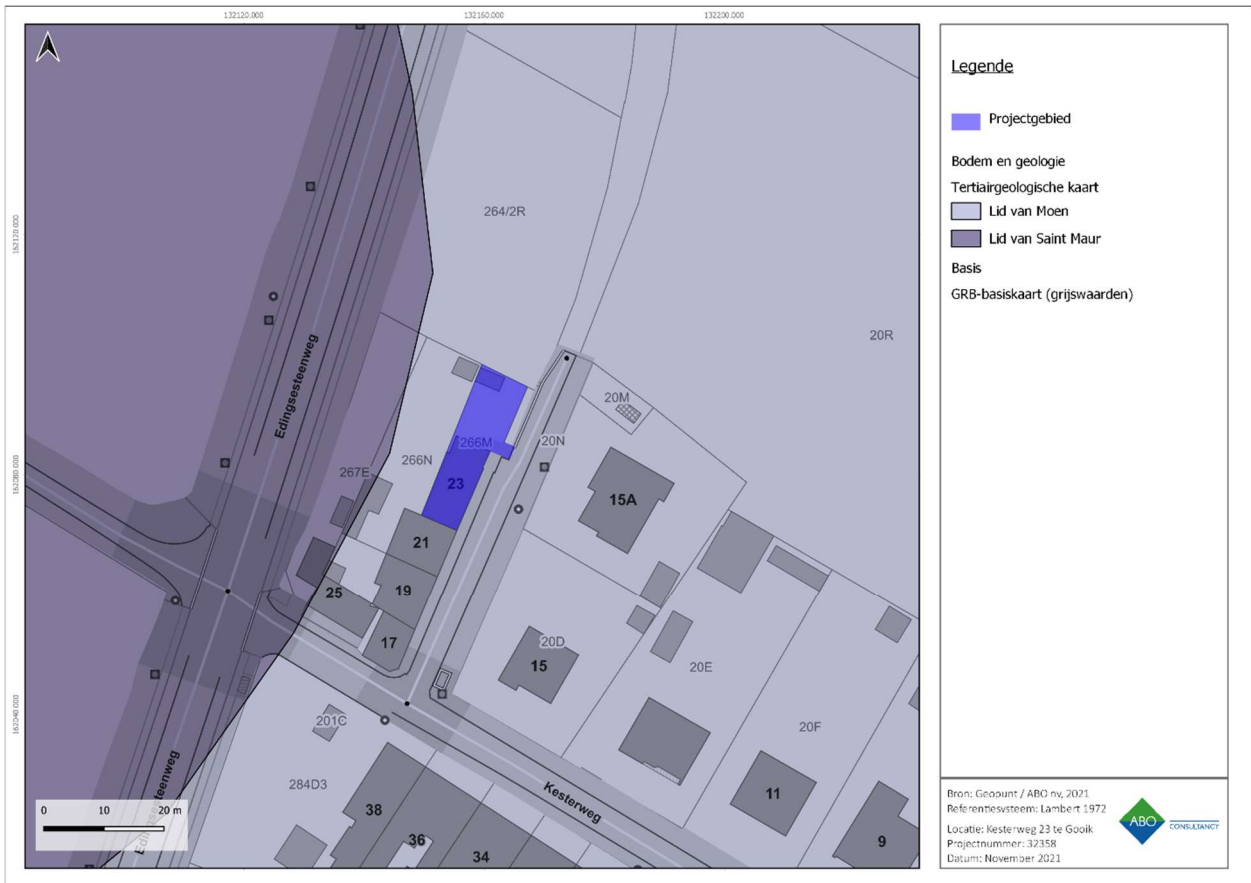 132120.000
132160.000
132200.000
162120.000
162080.000
162040.000
264/2R
20R
Edingsesteenweg
20M
266M
20N
267E
266N
23
15A
21
19
25
17
20D
15
20E
201C
20F
284D3
Kesterweg
11
38
36
34
9
Edingsesteenweg
0 10 20 m
Legende
Projectgebied
Bodem en geologie
Tertiairgeologische kaart
Lid van Moen
Lid van Saint Maur
Basis
GRB-basiskaart (grijswaarden)
Bron: Geopunt / ABO nv, 2021
Referentiesysteem: Lambert 1972
Locatie: Kesterweg 23 te Gooik
Projectnummer: 32358
Datum: November 2021
ABO
CONSULTANCY